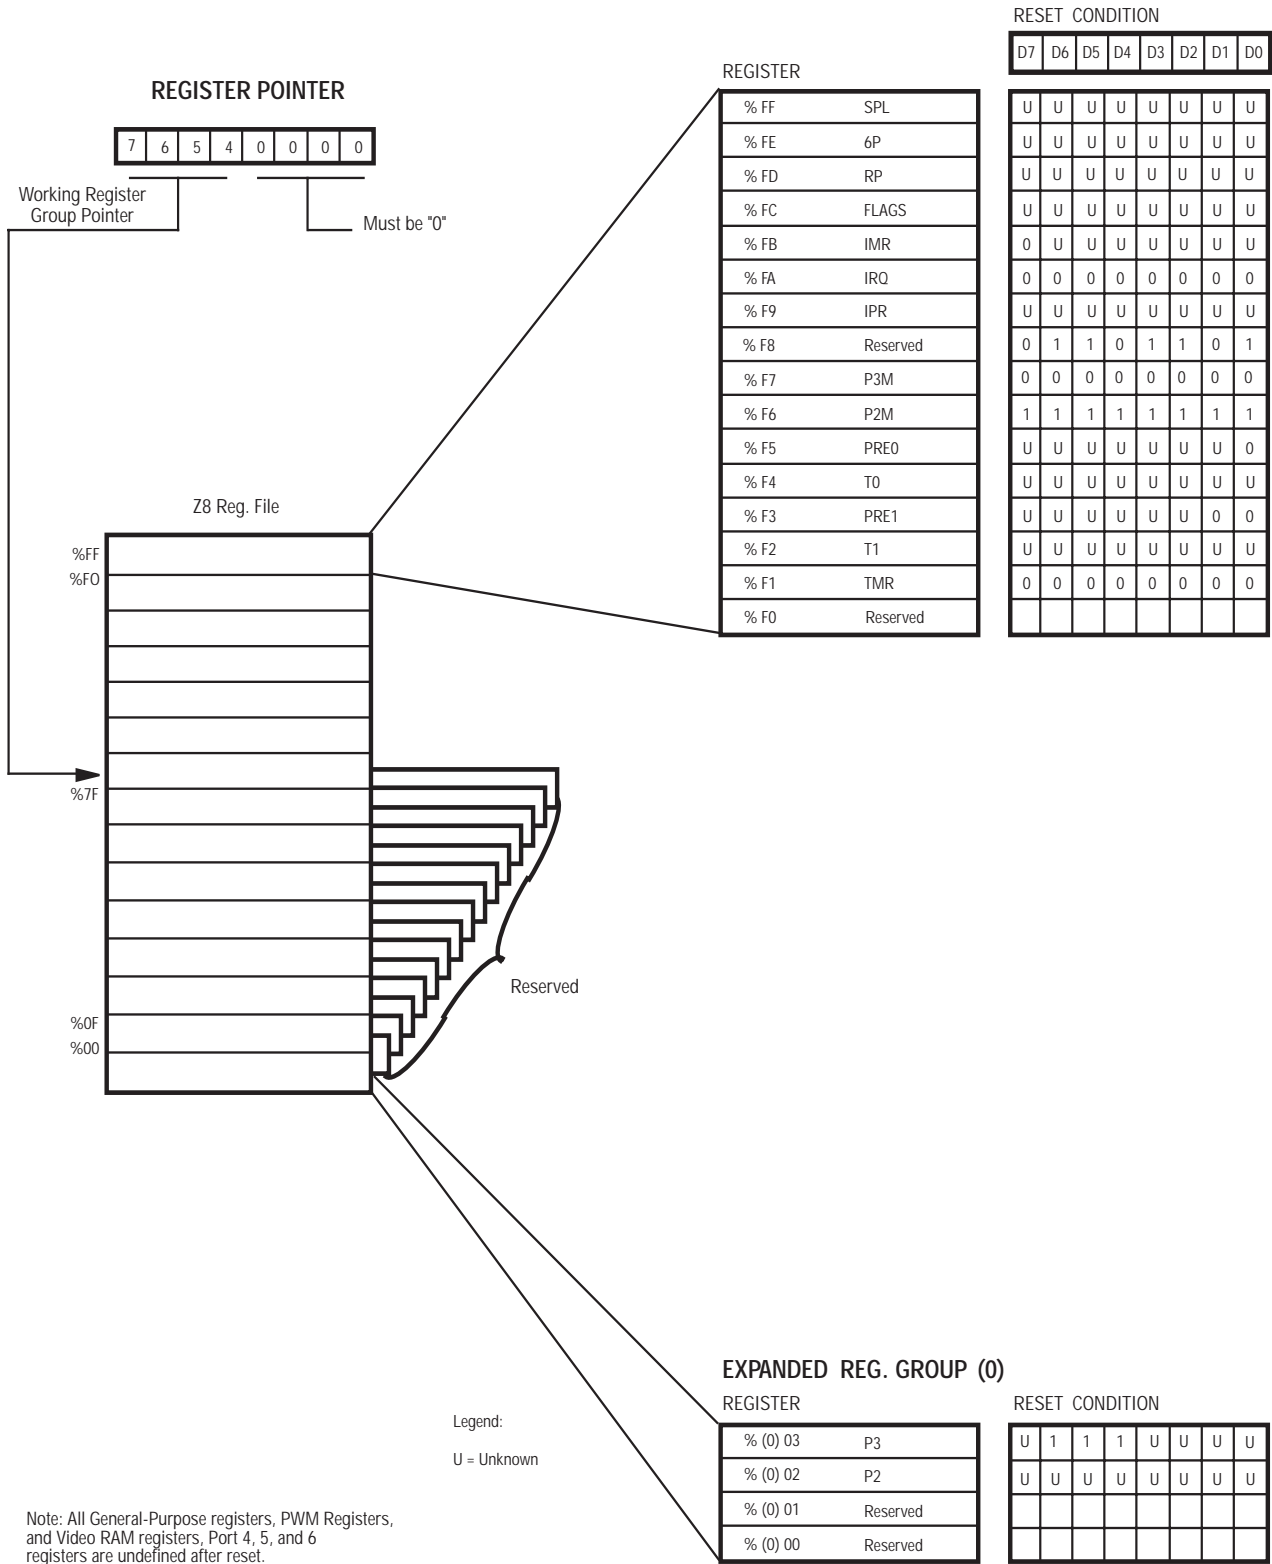 RESET CONDITION
D7 D6 D5 D4 D3 D2 D1 D0
REGISTER
REGISTER POINTER
7 6 5 4 0 0 0 0
Working Register
Group Pointer
Must be "0"
% FF SPL U U U U U U U U
% FE 6P U U U U U U U U
% FD RP U U U U U U U U
% FC FLAGS U U U U U U U U
% FB IMR 0 U U U U U U U
% FA IRQ 0 0 0 0 0 0 0 0
% F9 IPR U U U U U U U U
% F8 Reserved 0 1 1 0 1 1 0 1
% F7 P3M 0 0 0 0 0 0 0 0
% F6 P2M 1 1 1 1 1 1 1 1
% F5 PRE0 U U U U U U U 0
% F4 T0 U U U U U U U U
% F3 PRE1 U U U U U U 0 0
% F2 T1 U U U U U U U U
% F1 TMR 0 0 0 0 0 0 0 0
% F0 Reserved
Z8 Reg. File
%FF
%FO
%7F
%0F
%00
Reserved
EXPANDED REG. GROUP (0)
REGISTER RESET CONDITION
% (0) 03 P3 U 1 1 1 U U U U
% (0) 02 P2 U U U U U U U U
% (0) 01 Reserved
% (0) 00 Reserved
Legend:
U = Unknown
Note: All General-Purpose registers, PWM Registers,
and Video RAM registers, Port 4, 5, and 6
registers are undefined after reset.